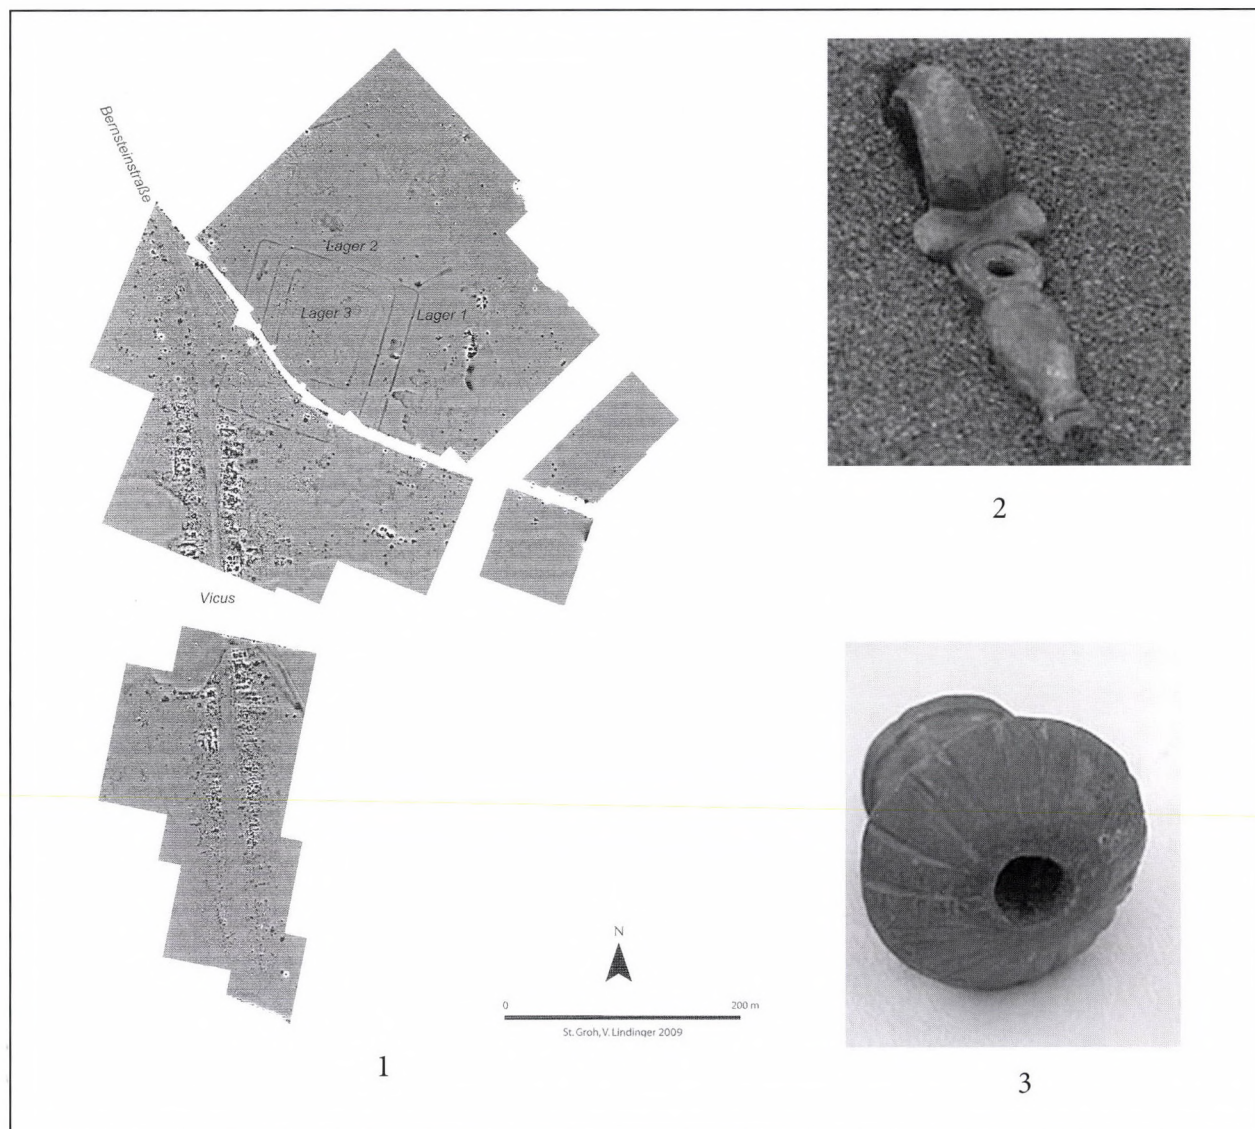 Bernsteinstraße
Lager 2
Lager 3
Lager 1
Vicus
N
0 200 m
St. Groh, V. Lindinger 2009
1
2
3